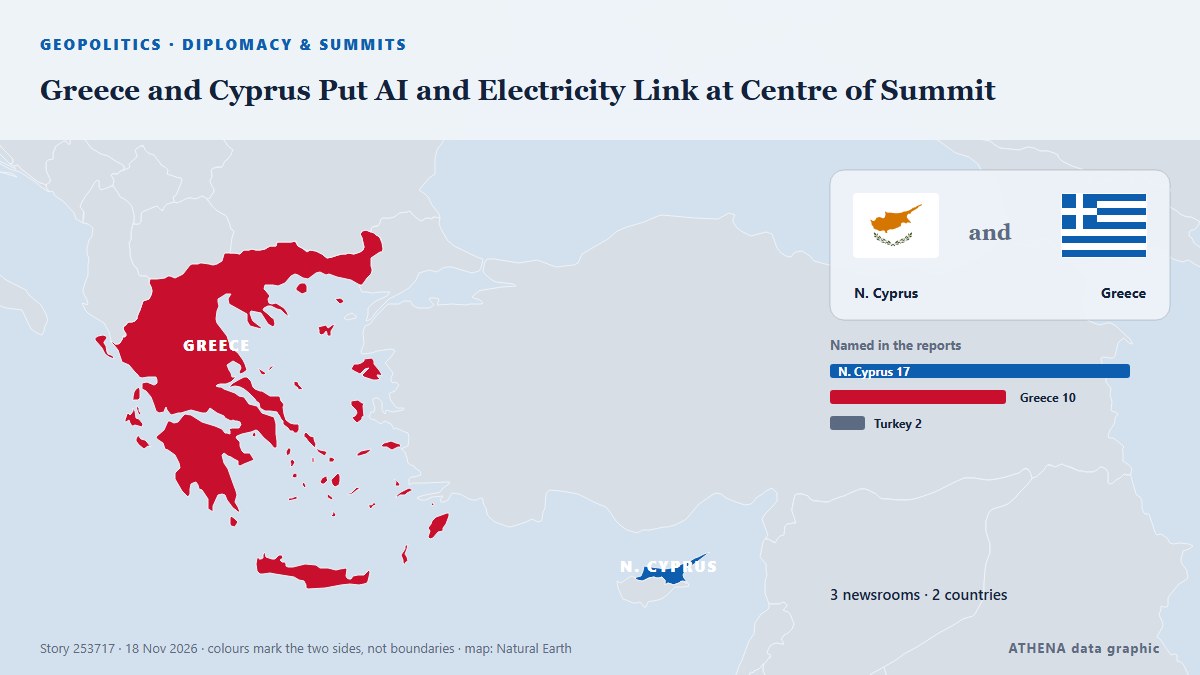 GEOPOLITICS · DIPLOMACY & SUMMITS
Greece and Cyprus Put AI and Electricity Link at Centre of Summit
and
N. Cyprus
Greece
Named in the reports
N. Cyprus 17
Greece 10
Turkey 2
GREECE
N. CYPRUS
3 newsrooms · 2 countries
Story 253717 · 18 Nov 2026 · colours mark the two sides, not boundaries · map: Natural Earth
ATHENA data graphic